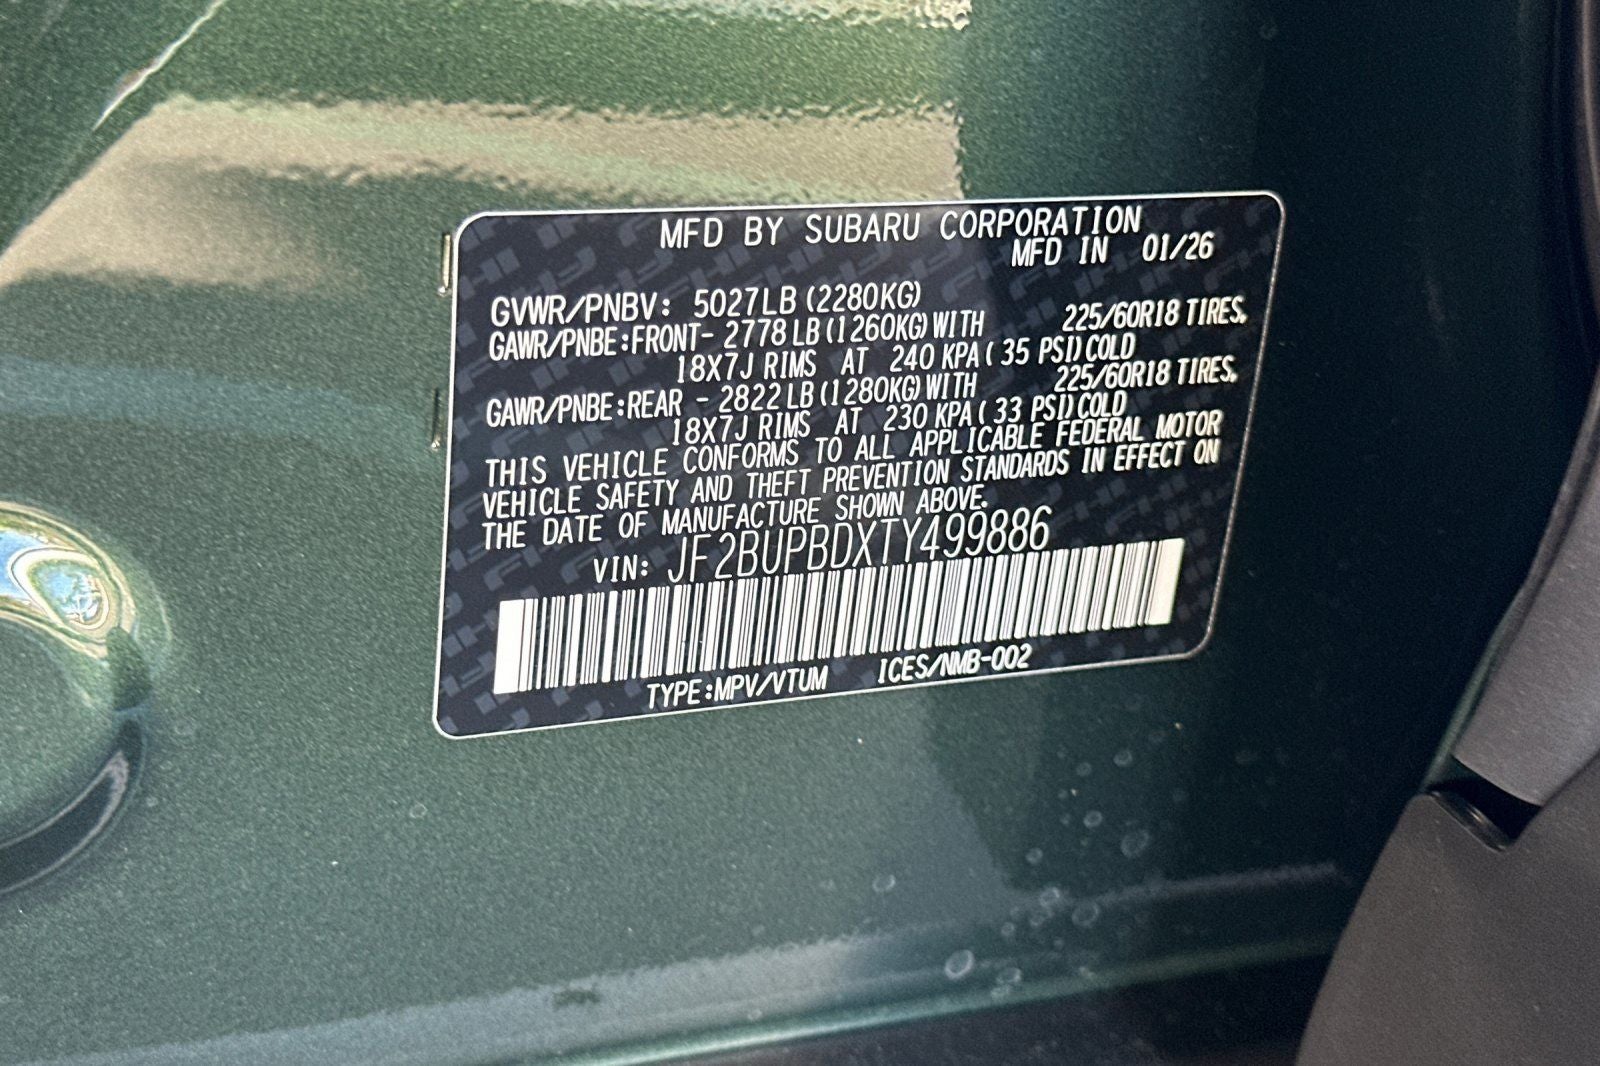 MFD BY SUBARU CORPORATION
MFD IN 01/26
GVWR/PNBV: 5027LB (2280KG)
GAWR/PNBE:FRONT- 2778 LB (1260KG) WITH 225/60R18 TIRES.
18X7J RIMS AT 240 KPA ( 35 PSI) COLD
GAWR/PNBE:REAR - 2822 LB (1280KG) WITH 225/60R18 TIRES.
18X7J RIMS AT 230 KPA ( 33 PSI) COLD
THIS VEHICLE CONFORMS TO ALL APPLICABLE FEDERAL MOTOR
VEHICLE SAFETY AND THEFT PREVENTION STANDARDS IN EFFECT ON
THE DATE OF MANUFACTURE SHOWN ABOVE.
VIN: JF2BUPBDXTY499886
TYPE:MPV/VTUM ICES/NMB-002